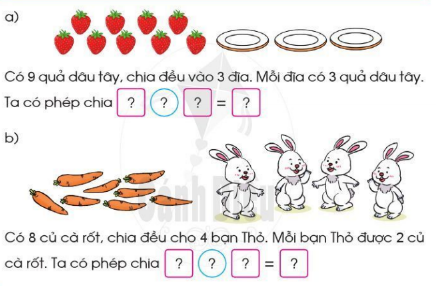 a)
Có 9 quả dâu tây, chia đều vào 3 đĩa. Mỗi đĩa có 3 quả dâu tây.
Ta có phép chia ? ? ? = ?
b)
Có 8 củ cà rốt, chia đều cho 4 bạn Thỏ. Mỗi bạn Thỏ được 2 củ
cà rốt. Ta có phép chia ? ? ? = ?